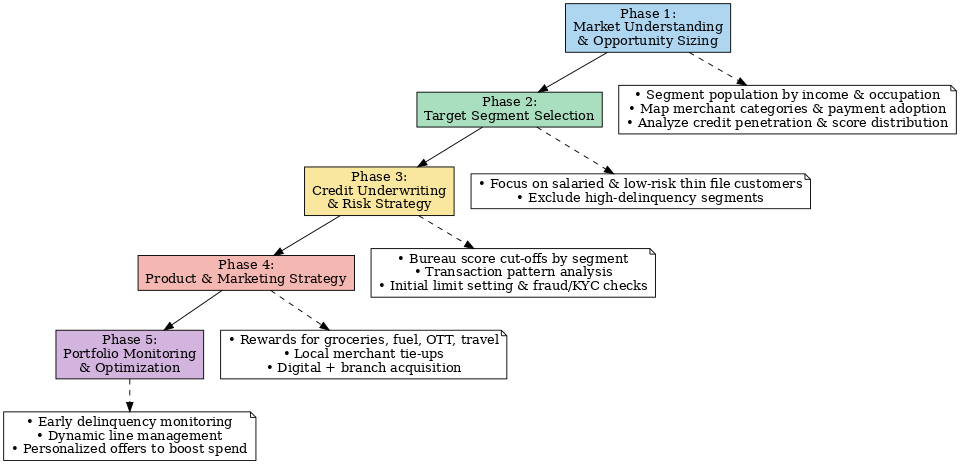 Phase 1:
Market Understanding
& Opportunity Sizing
• Segment population by income & occupation
• Map merchant categories & payment adoption
• Analyze credit penetration & score distribution
Phase 2:
Target Segment Selection
• Focus on salaried & low-risk thin file customers
• Exclude high-delinquency segments
Phase 3:
Credit Underwriting
& Risk Strategy
• Bureau score cut-offs by segment
• Transaction pattern analysis
• Initial limit setting & fraud/KYC checks
Phase 4:
Product & Marketing Strategy
• Rewards for groceries, fuel, OTT, travel
• Local merchant tie-ups
• Digital + branch acquisition
Phase 5:
Portfolio Monitoring
& Optimization
• Early delinquency monitoring
• Dynamic line management
• Personalized offers to boost spend